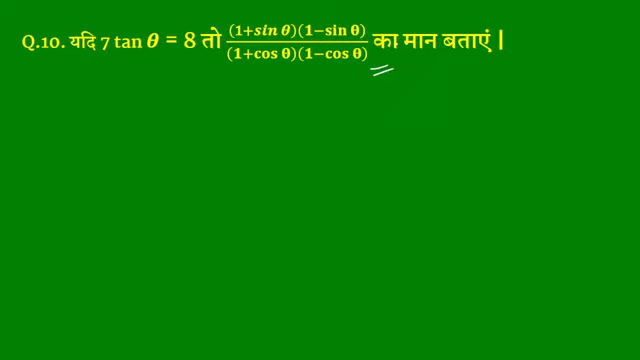 Q.10. यदि 7 tan θ = 8 तो (1+sin θ)(1−sin θ)/(1+cos θ)(1−cos θ) का मान बताएं |